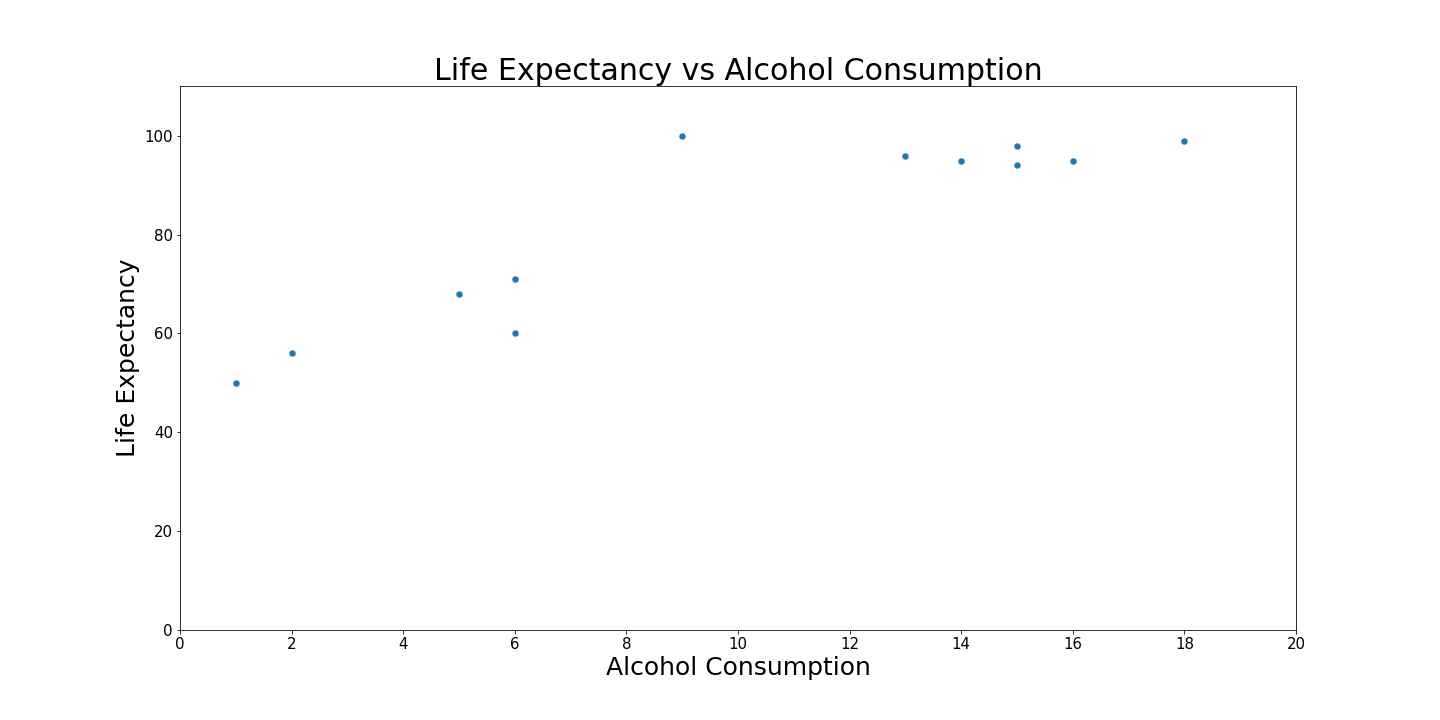 Life Expectancy vs Alcohol Consumption
100
80
60
40
20
0
Life Expectancy
0 2 4 6 8 10 12 14 16 18 20
Alcohol Consumption